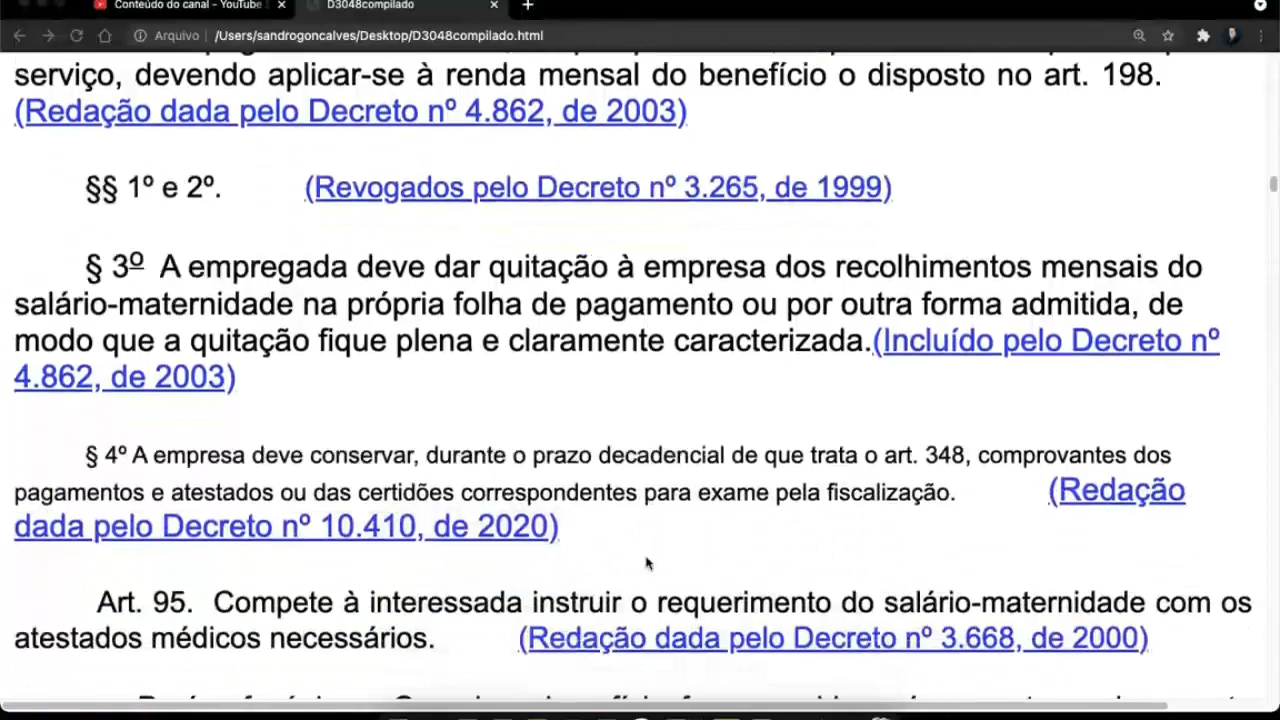 Conteúdo do canal - YouTube
D3048compilado
Arquivo | /Users/sandrogoncalves/Desktop/D3048compilado.html
serviço, devendo aplicar-se à renda mensal do benefício o disposto no art. 198.
(Redação dada pelo Decreto nº 4.862, de 2003)
§§ 1º e 2º. (Revogados pelo Decreto nº 3.265, de 1999)
§ 3º A empregada deve dar quitação à empresa dos recolhimentos mensais do
salário-maternidade na própria folha de pagamento ou por outra forma admitida, de
modo que a quitação fique plena e claramente caracterizada.(Incluído pelo Decreto nº
4.862, de 2003)
§ 4º A empresa deve conservar, durante o prazo decadencial de que trata o art. 348, comprovantes dos
pagamentos e atestados ou das certidões correspondentes para exame pela fiscalização. (Redação
dada pelo Decreto nº 10.410, de 2020)
Art. 95. Compete à interessada instruir o requerimento do salário-maternidade com os
atestados médicos necessários. (Redação dada pelo Decreto nº 3.668, de 2000)